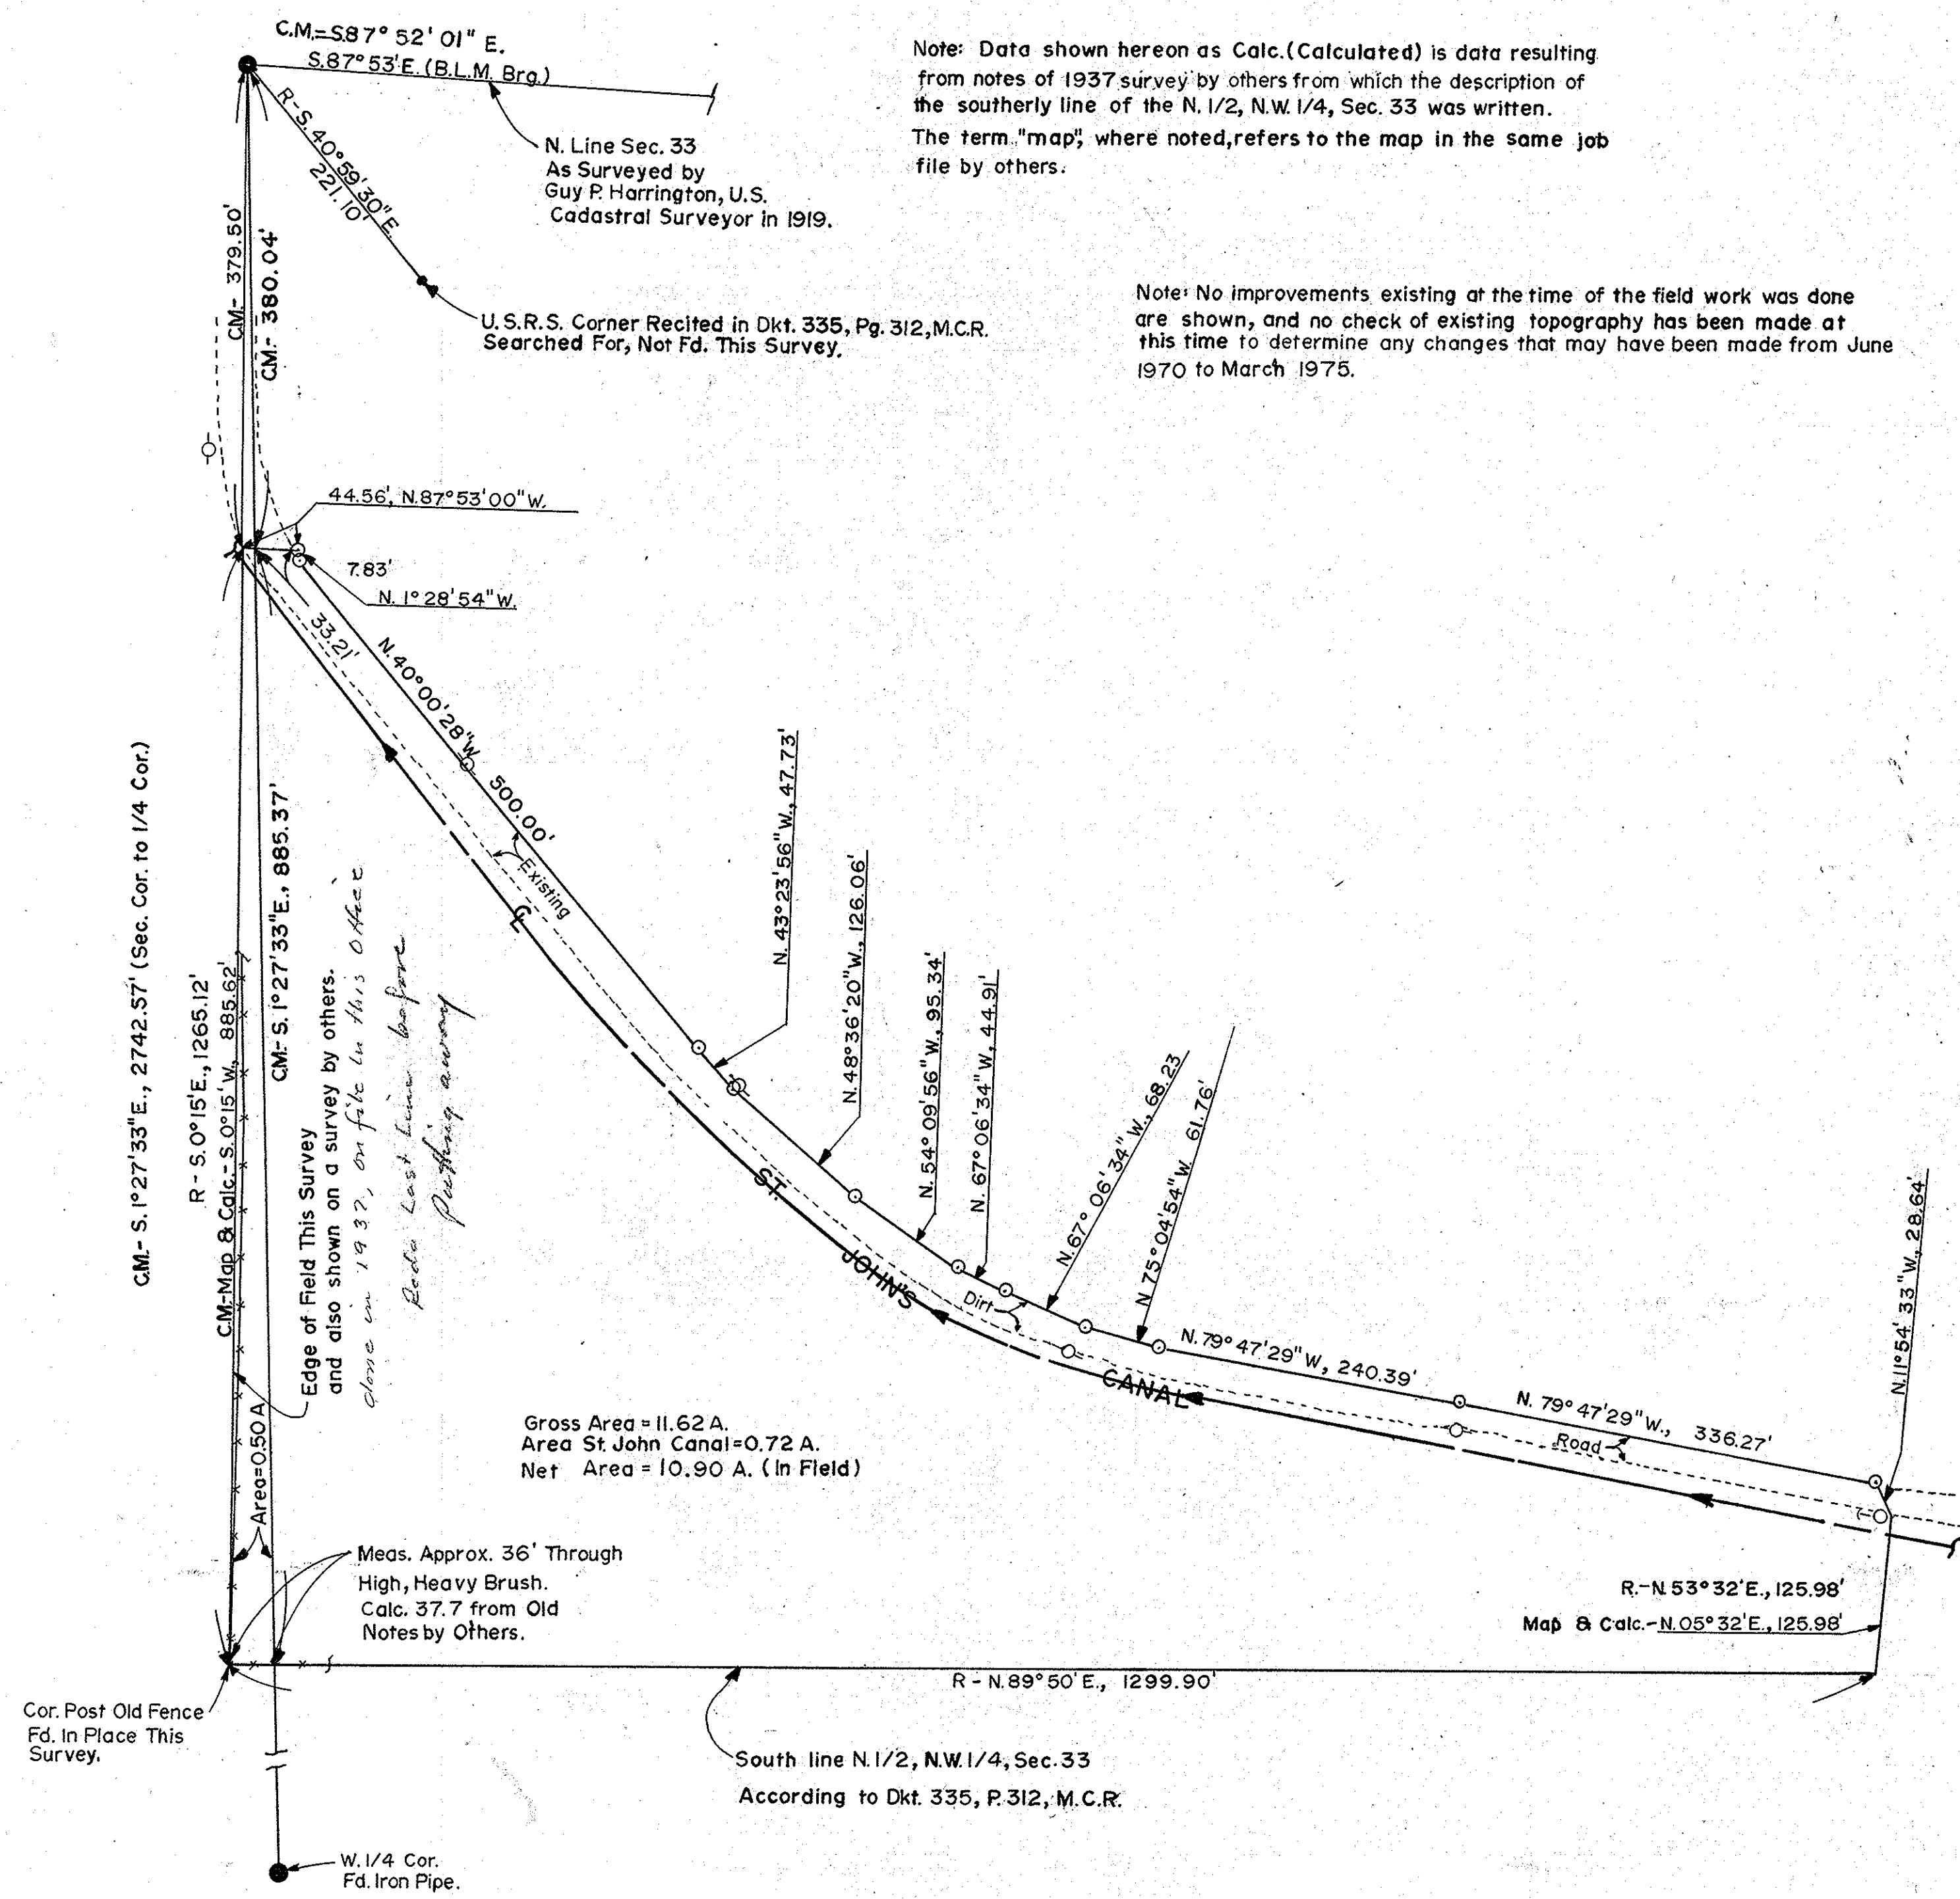 C.M.=S.87° 52' 01" E.
S.87°53'E. (B.L.M. Brg.)
Note: Data shown hereon as Calc.(Calculated) is data resulting
from notes of 1937 survey by others from which the description of
the southerly line of the N. 1/2, N.W. 1/4, Sec. 33 was written.
The term "map", where noted, refers to the map in the same job
file by others.
R-S.40°59'30"E.
221.10'
N. Line Sec. 33
As Surveyed by
Guy P. Harrington, U.S.
Cadastral Surveyor in 1919.
C.M.- 379.50'
C.M.- 380.04'
U.S.R.S. Corner Recited in Dkt. 335, Pg. 312, M.C.R.
Searched For, Not Fd. This Survey.
Note: No improvements existing at the time of the field work was done
are shown, and no check of existing topography has been made at
this time to determine any changes that may have been made from June
1970 to March 1975.
44.56', N.87°53'00"W.
7.83'
N. 1°28'54"W.
33.21'
N.40°00'28"W.
500.00'
Existing
℄
N. 43°23'56"W., 47.73'
N.48°36'20"W., 126.06'
N. 54°09'56"W., 95.34'
N. 67°06'34"W, 44.91'
N.67°06'34"W., 68.23
N 75°04'54"W. 61.76'
N.79°47'29"W, 240.39'
N. 79°47'29"W., 336.27'
N.11°54'33"W., 28.64'
ST.
JOHN'S
CANAL
Dirt
Road
C.M.- S.1°27'33"E., 2742.57' (Sec. Cor. to 1/4 Cor.)
R - S.0°15'E., 1265.12'
C.M.-Map & Calc.- S.0°15'W., 885.62'
C.M.- S.1°27'33"E., 885.37'
Edge of Field This Survey
and also shown on a survey by others.
done in 1937, on file in this office
Redo last line before
putting away
Area=0.50 A.
Gross Area = 11.62 A.
Area St. John Canal=0.72 A.
Net Area = 10.90 A. (In Field)
Meas. Approx. 36' Through
High, Heavy Brush.
Calc. 37.7 from Old
Notes by Others.
R.-N.53°32'E., 125.98'
Map & Calc.-N.05°32'E., 125.98'
R - N.89°50'E., 1299.90'
Cor. Post Old Fence
Fd. In Place This
Survey.
South line N.1/2, N.W.1/4, Sec.33
According to Dkt. 335, P. 312, M.C.R.
W. 1/4 Cor.
Fd. Iron Pipe.